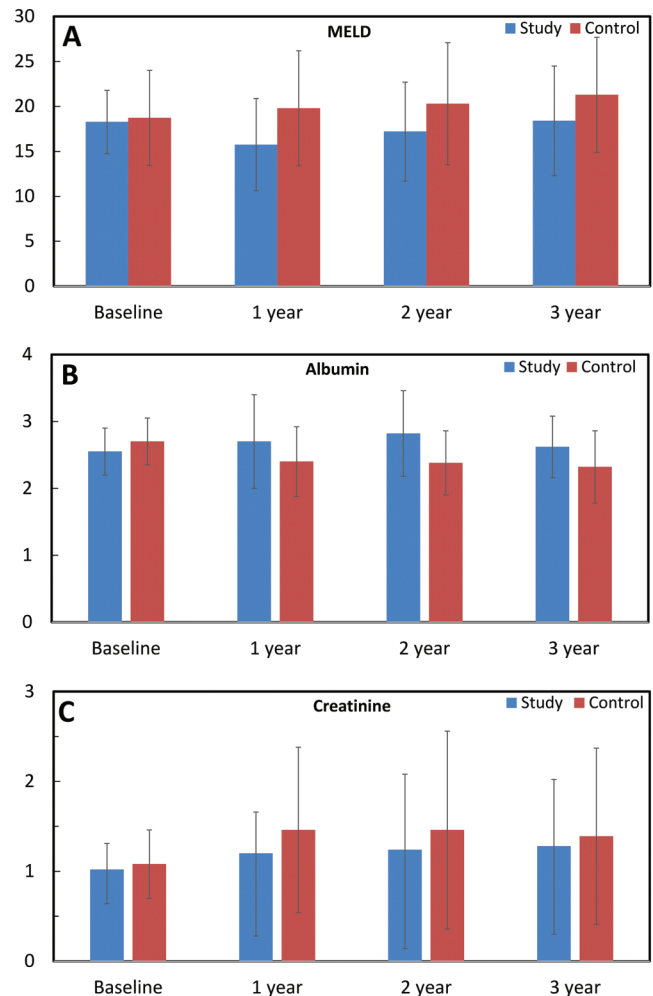 A
MELD
Study Control
30
25
20
15
10
5
0
Baseline 1 year 2 year 3 year
B
Albumin
Study Control
4
3
2
1
0
Baseline 1 year 2 year 3 year
C
Creatinine
Study Control
3
2
1
0
Baseline 1 year 2 year 3 year